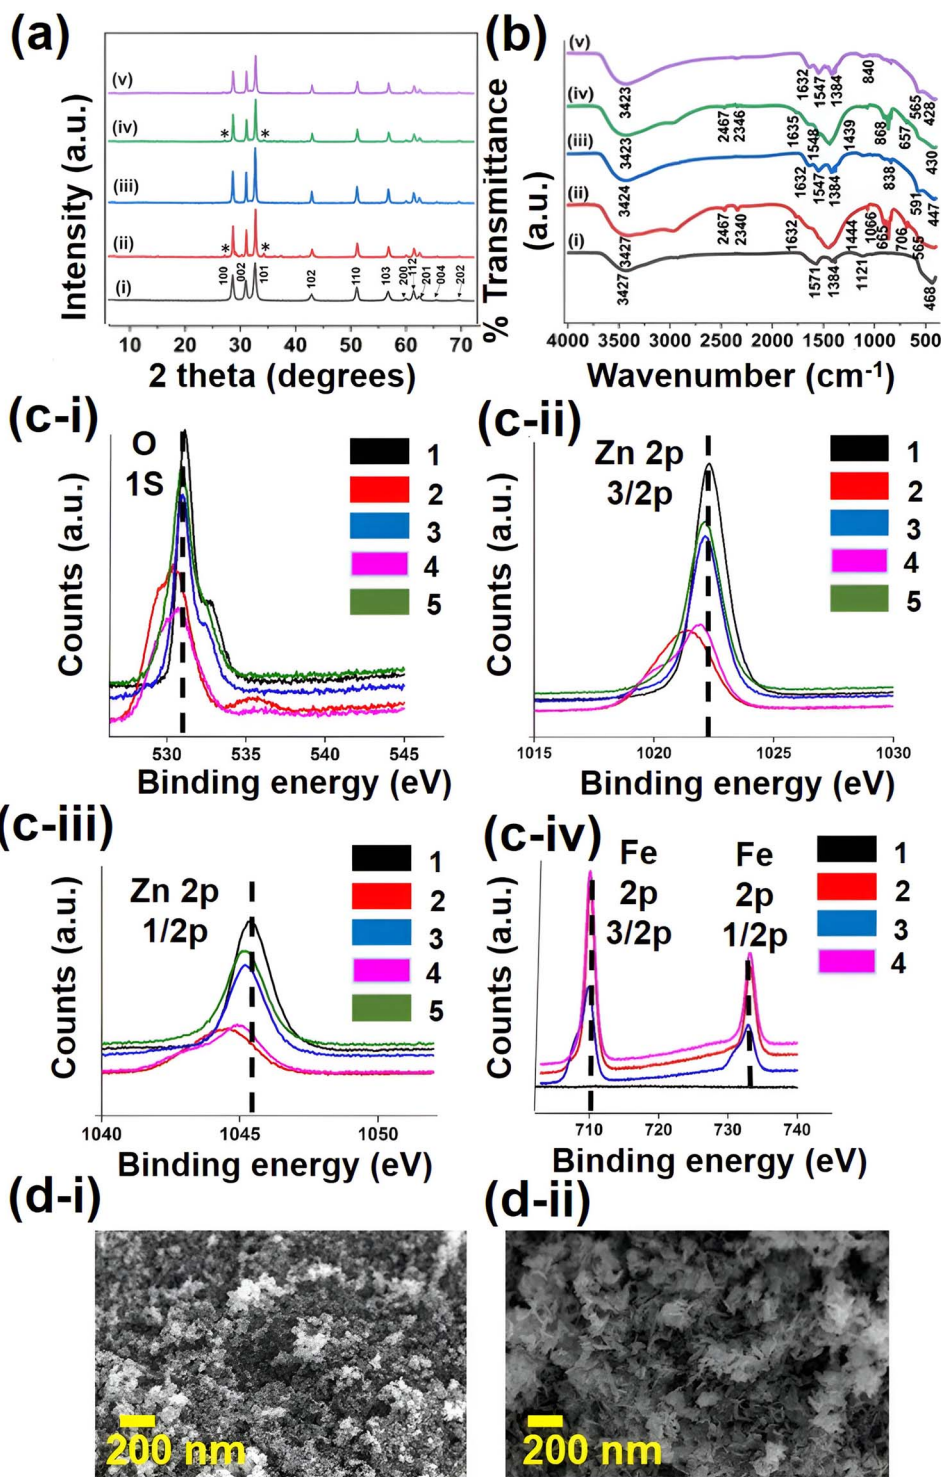 (a)
Intensity (a.u.)
(v)
(iv)
* *
(iii)
(ii)
* *
(i)
100 002 101 102 110 103 200 112 201 004 202
10 20 30 40 50 60 70
2 theta (degrees)
(b)
% Transmittance
(a.u.)
(v)
3423 1632 1547 1384 840 565 428
(iv)
3423 2467 2346 1635 1548 1439 868 657 430
(iii)
3424 1632 1547 1384 838 591 447
(ii)
3427 2467 2340 1632 1444 1066 665 706 565
(i)
3427 1571 1384 1121 468
4000 3500 3000 2500 2000 1500 1000 500
Wavenumber (cm-1)
(c-i)
O
1S
1
2
3
4
5
Counts (a.u.)
530 535 540 545
Binding energy (eV)
(c-ii)
Zn 2p
3/2p
1
2
3
4
5
Counts (a.u.)
1015 1020 1025 1030
Binding energy (eV)
(c-iii)
Zn 2p
1/2p
1
2
3
4
5
Counts (a.u.)
1040 1045 1050
Binding energy (eV)
(c-iv)
Fe
2p
3/2p
Fe
2p
1/2p
1
2
3
4
Counts (a.u.)
710 720 730 740
Binding energy (eV)
(d-i)
200 nm
(d-ii)
200 nm